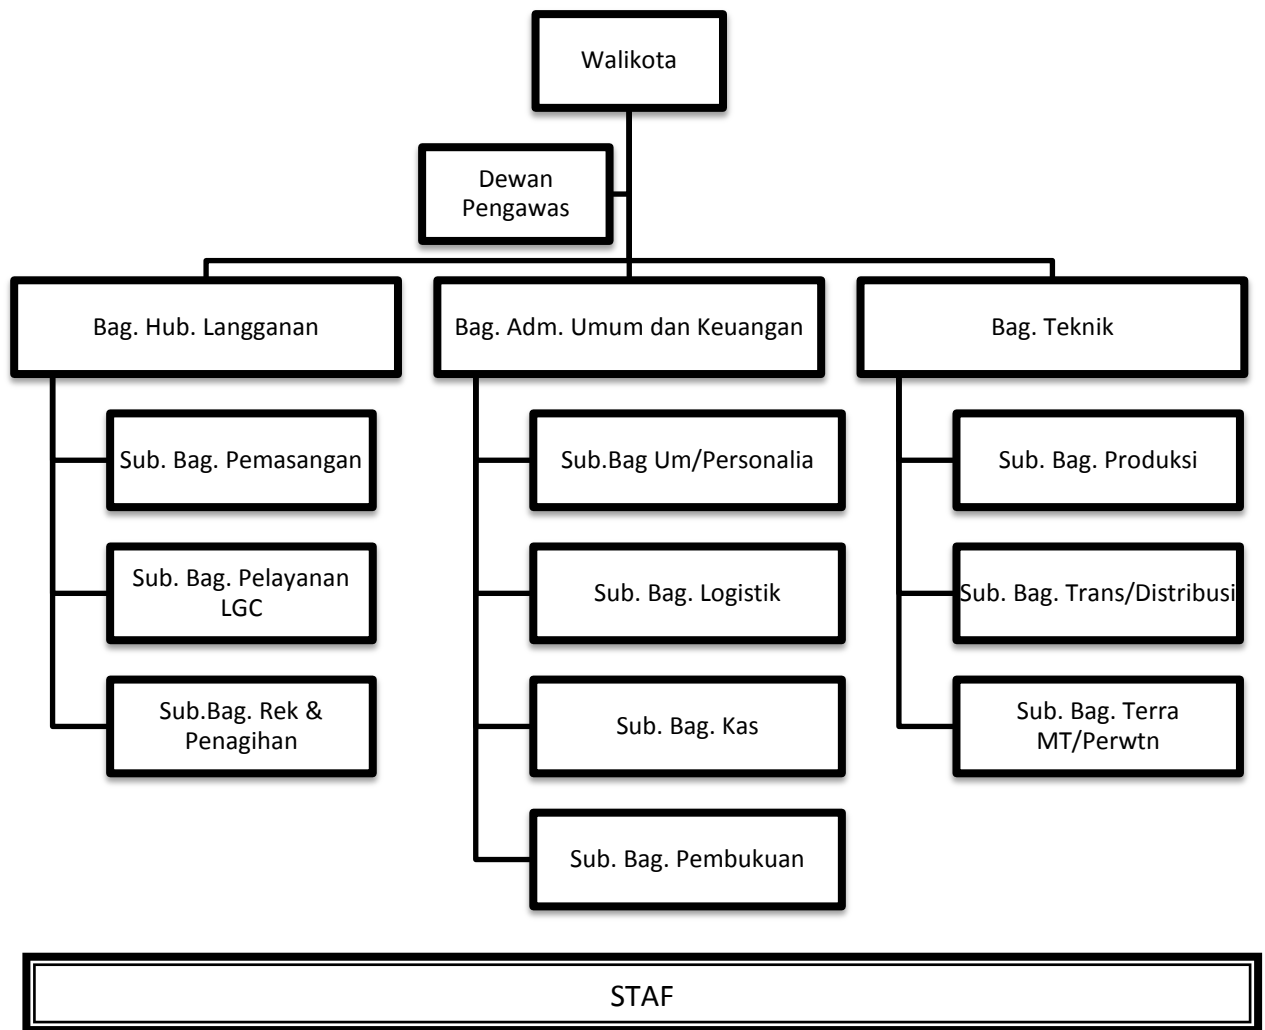 Walikota
Dewan
Pengawas
Bag. Hub. Langganan
Bag. Adm. Umum dan Keuangan
Bag. Teknik
Sub. Bag. Pemasangan
Sub.Bag Um/Personalia
Sub. Bag. Produksi
Sub. Bag. Pelayanan
LGC
Sub. Bag. Logistik
Sub. Bag. Trans/Distribusi
Sub.Bag. Rek &
Penagihan
Sub. Bag. Kas
Sub. Bag. Terra
MT/Perwtn
Sub. Bag. Pembukuan
STAF